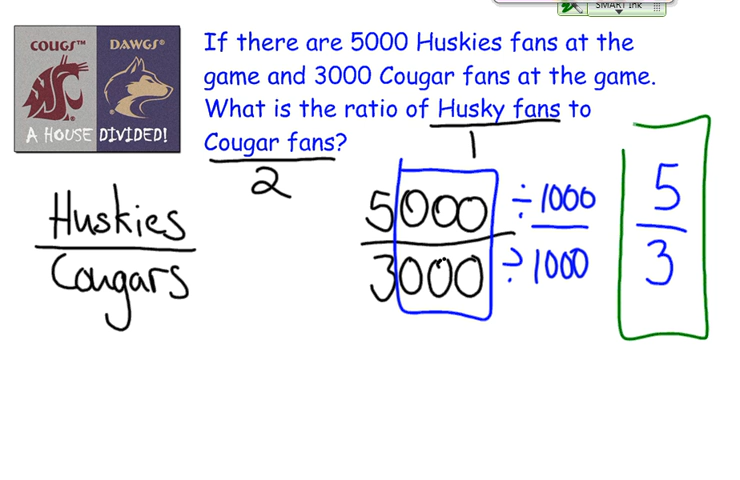 SMART Ink
COUGS™ DAWGS®
A HOUSE DIVIDED!
If there are 5000 Huskies fans at the
game and 3000 Cougar fans at the game.
What is the ratio of Husky fans to
Cougar fans?
1
2
Huskies
Cougars
5000 ÷ 1000
3000 ÷ 1000
5
3